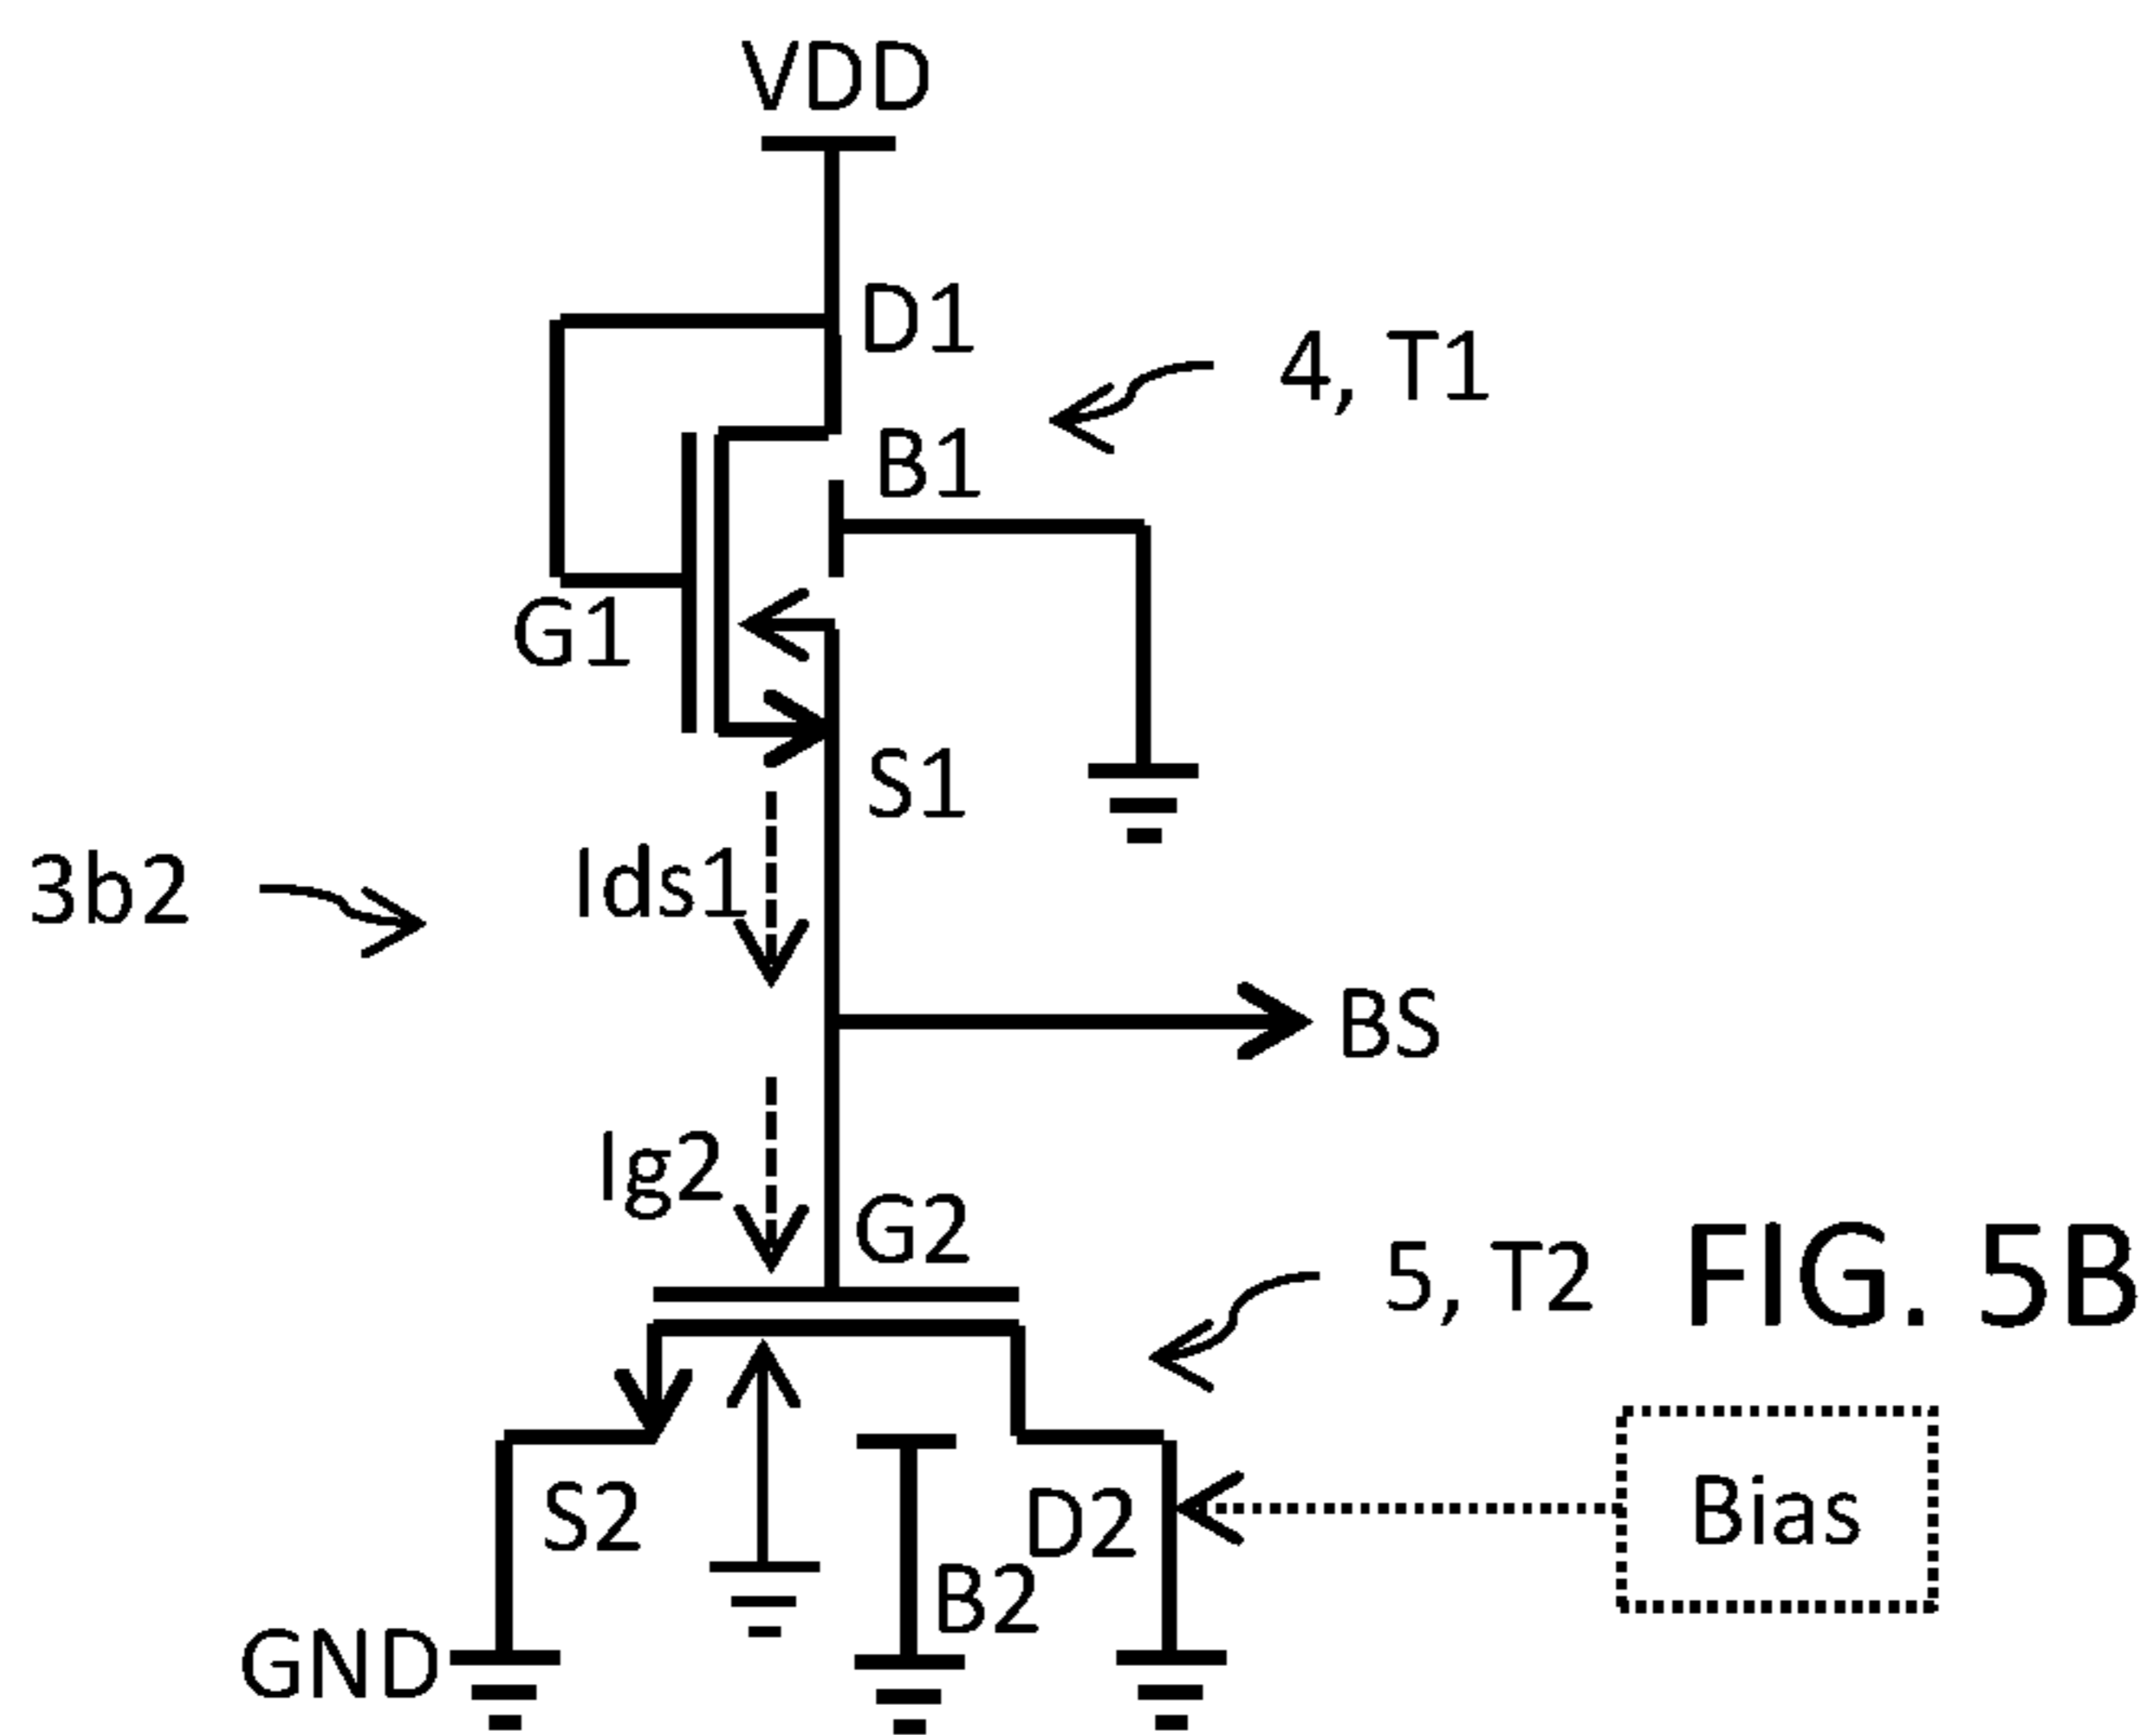 VDD
D1
4, T1
B1
G1
S1
3b2
Ids1
BS
Ig2
G2
5, T2
FIG. 5B
S2
D2
Bias
B2
GND